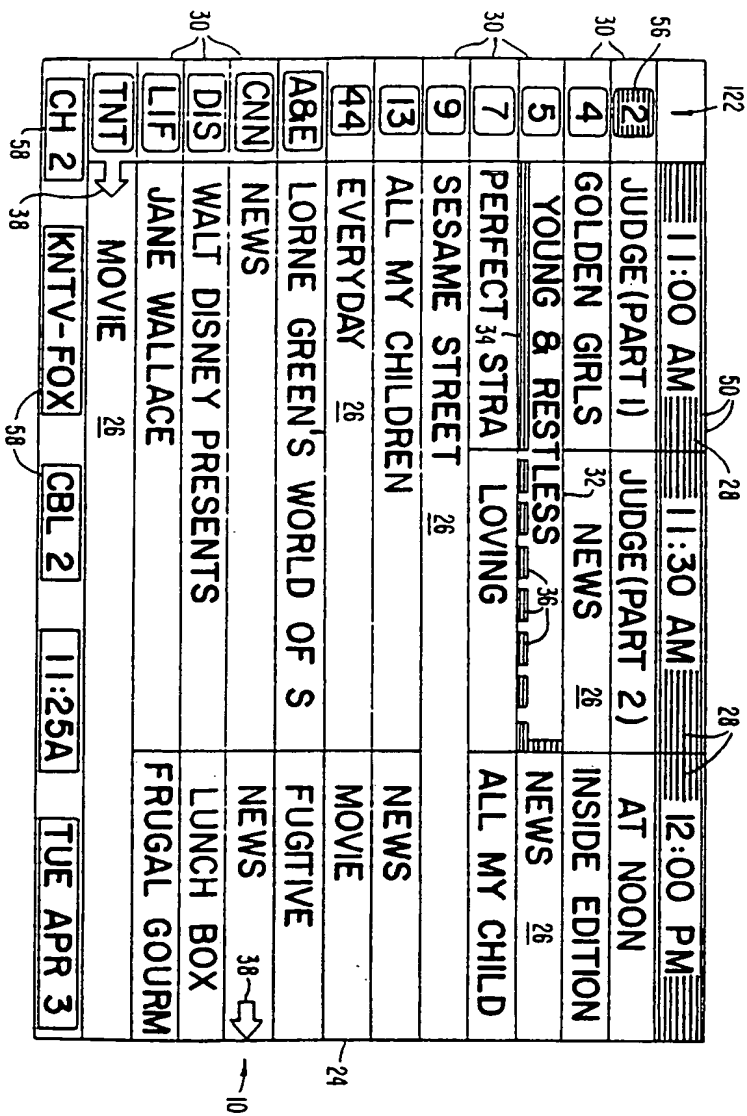 122
56
30
30
30
38
58
58
50
28
28
1 11:00 AM 11:30 AM 12:00 PM
2 JUDGE (PART 1) JUDGE (PART 2) AT NOON
4 GOLDEN GIRLS 32 NEWS 26 INSIDE EDITION
5 YOUNG & RESTLESS 36 NEWS 26
7 PERFECT 34 STRA LOVING ALL MY CHILD
9 SESAME STREET 26
13 ALL MY CHILDREN NEWS
44 EVERYDAY 26 MOVIE
A&E LORNE GREEN'S WORLD OF S FUGITIVE
CNN NEWS NEWS 38
DIS WALT DISNEY PRESENTS LUNCH BOX
LIF JANE WALLACE FRUGAL GOURM
TNT MOVIE 26
CH 2 KNTV-FOX CBL 2 11:25A TUE APR 3
24
10